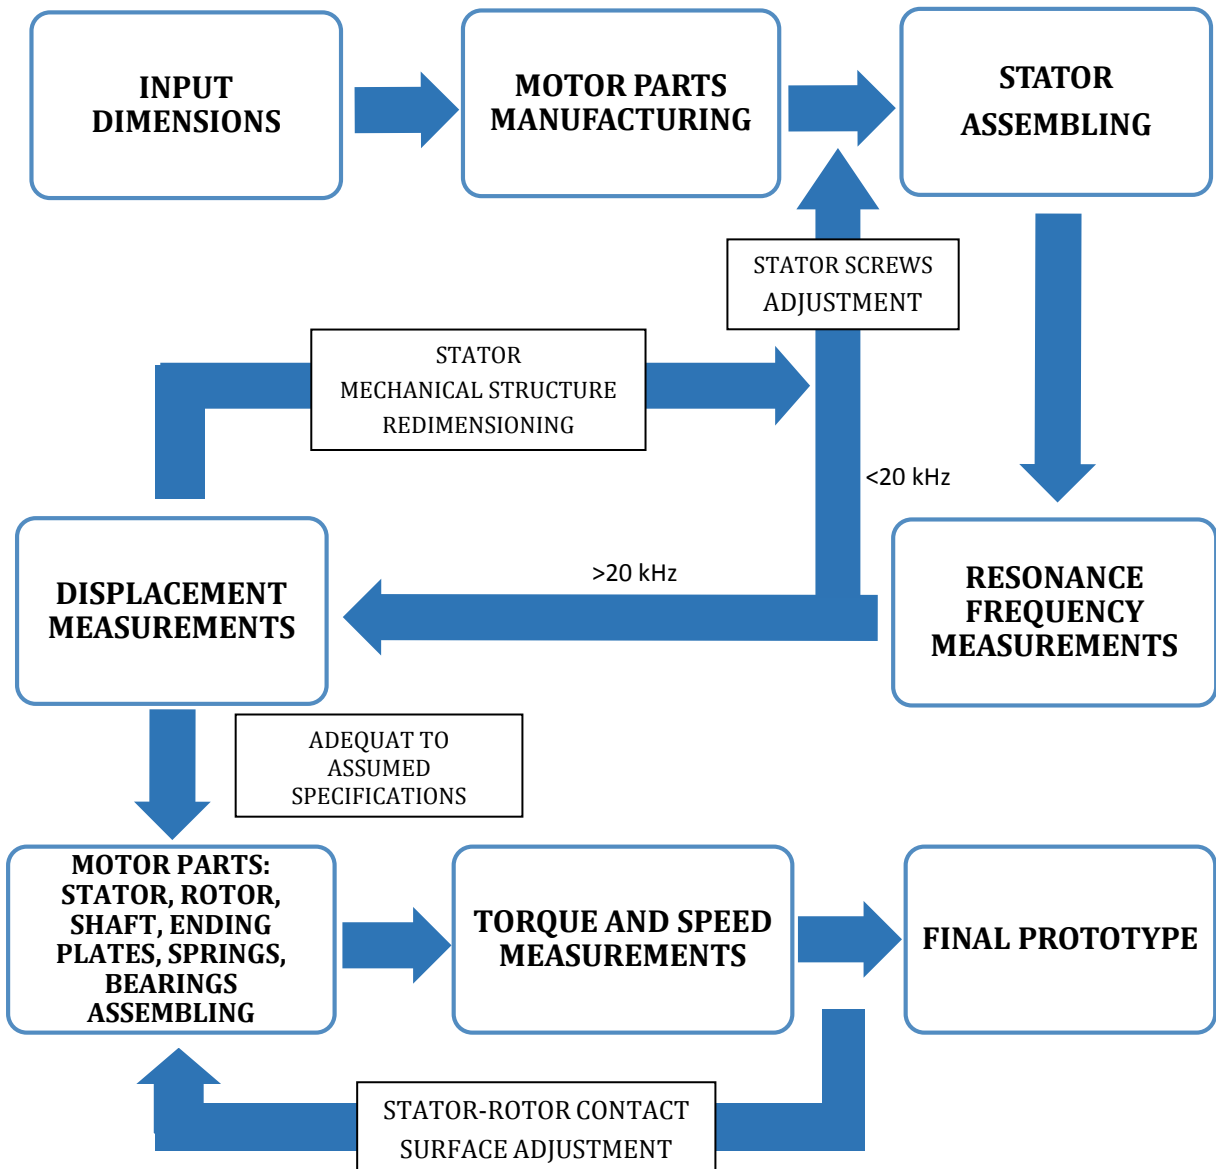 INPUT
DIMENSIONS
MOTOR PARTS
MANUFACTURING
STATOR
ASSEMBLING
STATOR SCREWS
ADJUSTMENT
STATOR
MECHANICAL STRUCTURE
REDIMENSIONING
<20 kHz
>20 kHz
DISPLACEMENT
MEASUREMENTS
RESONANCE
FREQUENCY
MEASUREMENTS
ADEQUAT TO
ASSUMED
SPECIFICATIONS
MOTOR PARTS:
STATOR, ROTOR,
SHAFT, ENDING
PLATES, SPRINGS,
BEARINGS
ASSEMBLING
TORQUE AND SPEED
MEASUREMENTS
FINAL PROTOTYPE
STATOR-ROTOR CONTACT
SURFACE ADJUSTMENT